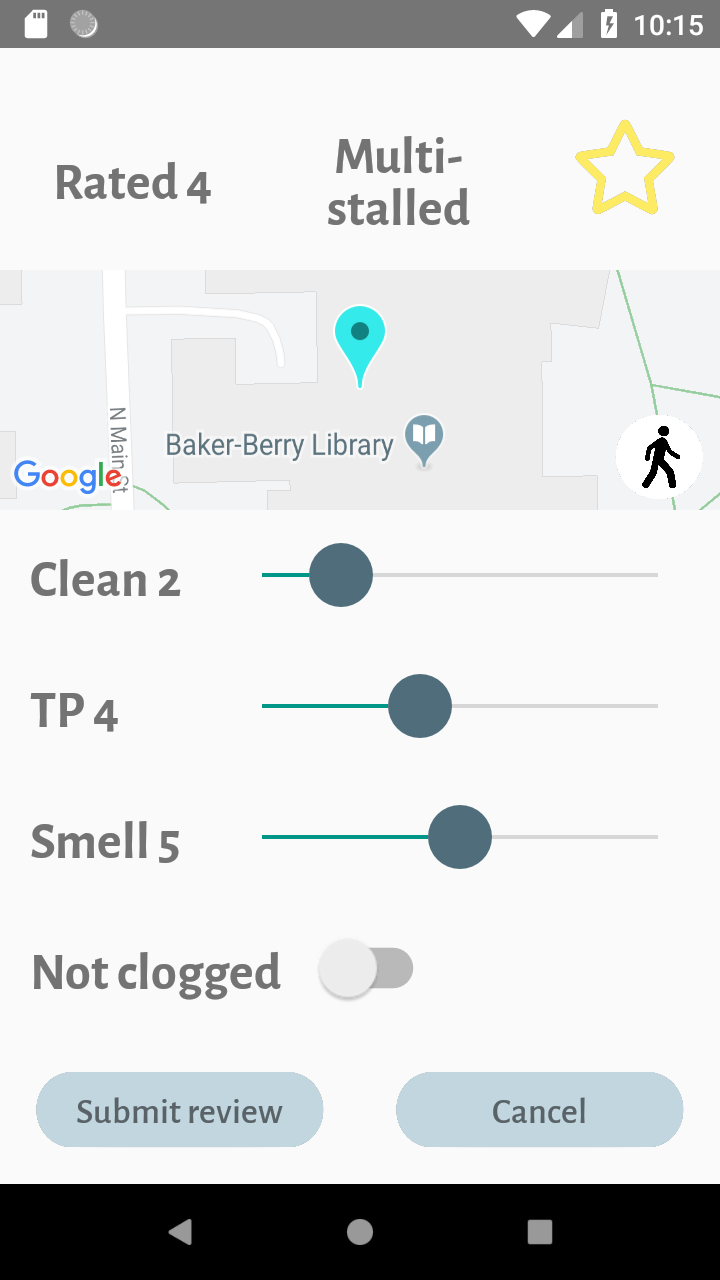 10:15
Rated 4
Multi-
stalled
N Main St
Baker-Berry Library
Google
Clean 2
TP 4
Smell 5
Not clogged
Submit review
Cancel